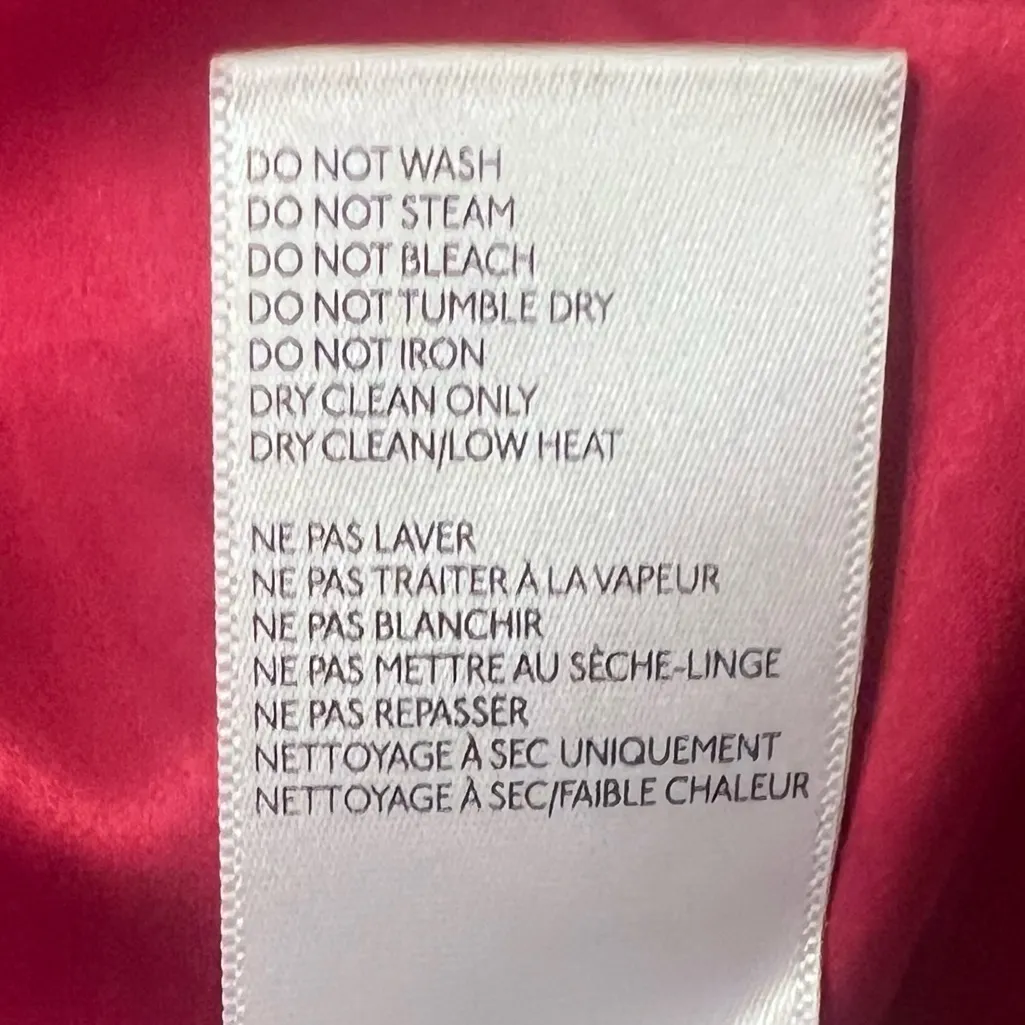 DO NOT WASH
DO NOT STEAM
DO NOT BLEACH
DO NOT TUMBLE DRY
DO NOT IRON
DRY CLEAN ONLY
DRY CLEAN/LOW HEAT
NE PAS LAVER
NE PAS TRAITER À LA VAPEUR
NE PAS BLANCHIR
NE PAS METTRE AU SÈCHE-LINGE
NE PAS REPASSER
NETTOYAGE À SEC UNIQUEMENT
NETTOYAGE À SEC/FAIBLE CHALEUR